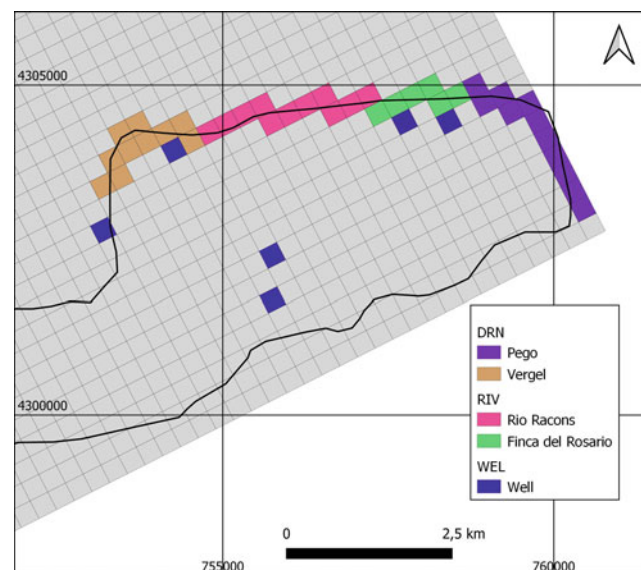 4305000
4300000
DRN
Pego
Vergel
RIV
Rio Racons
Finca del Rosario
WEL
Well
0 2,5 km
755000 760000